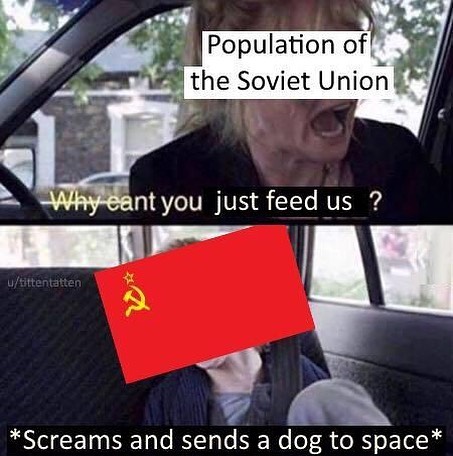 Population of
the Soviet Union
Why cant you just feed us ?
u/tittentatten
*Screams and sends a dog to space*